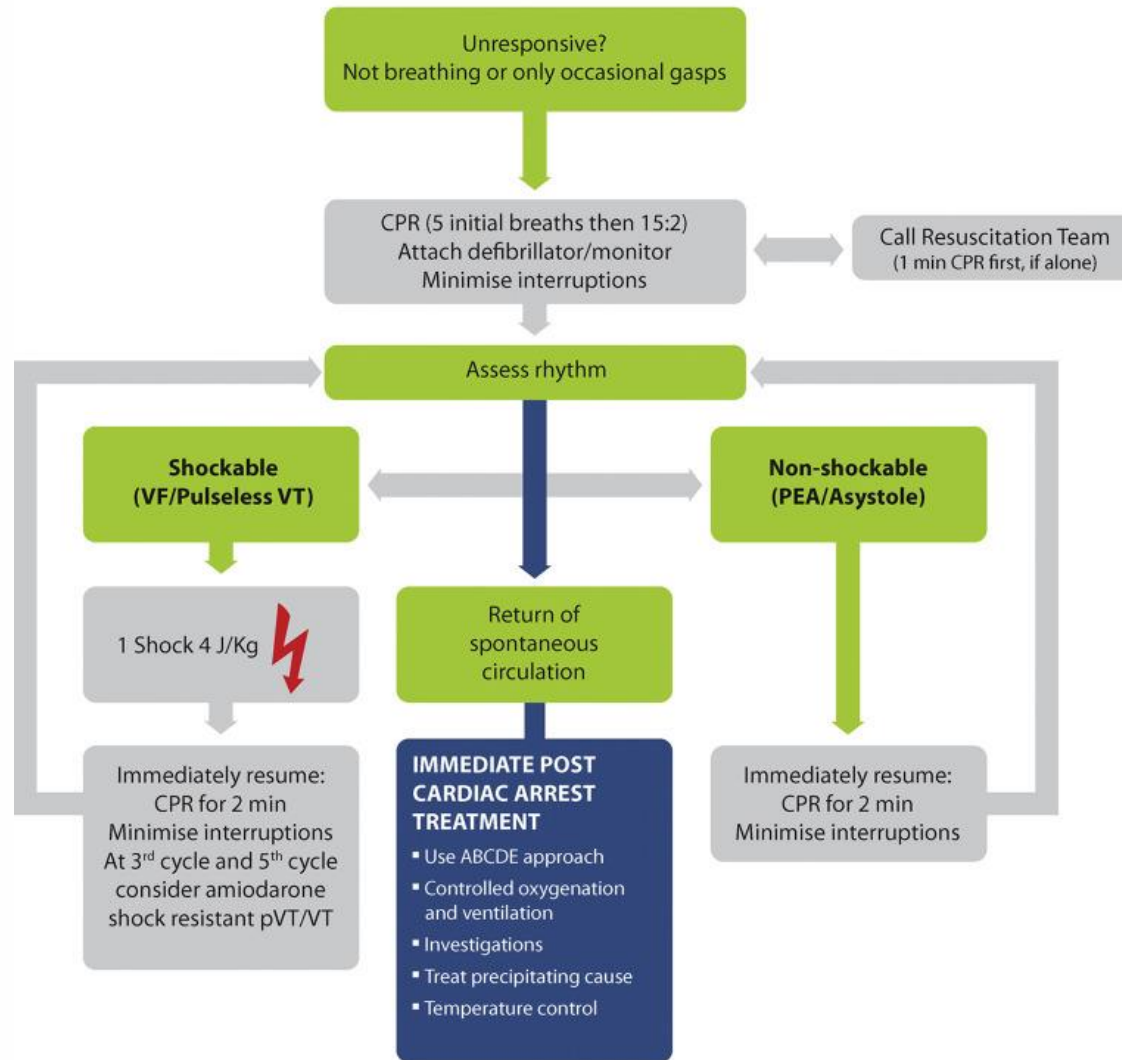 Unresponsive?
Not breathing or only occasional gasps
CPR (5 initial breaths then 15:2)
Attach defibrillator/monitor
Minimise interruptions
Call Resuscitation Team
(1 min CPR first, if alone)
Assess rhythm
Shockable
(VF/Pulseless VT)
Non-shockable
(PEA/Asystole)
1 Shock 4 J/Kg
Return of
spontaneous
circulation
Immediately resume:
CPR for 2 min
Minimise interruptions
At 3rd cycle and 5th cycle
consider amiodarone
shock resistant pVT/VT
IMMEDIATE POST
CARDIAC ARREST
TREATMENT
▪ Use ABCDE approach
▪ Controlled oxygenation
and ventilation
▪ Investigations
▪ Treat precipitating cause
▪ Temperature control
Immediately resume:
CPR for 2 min
Minimise interruptions